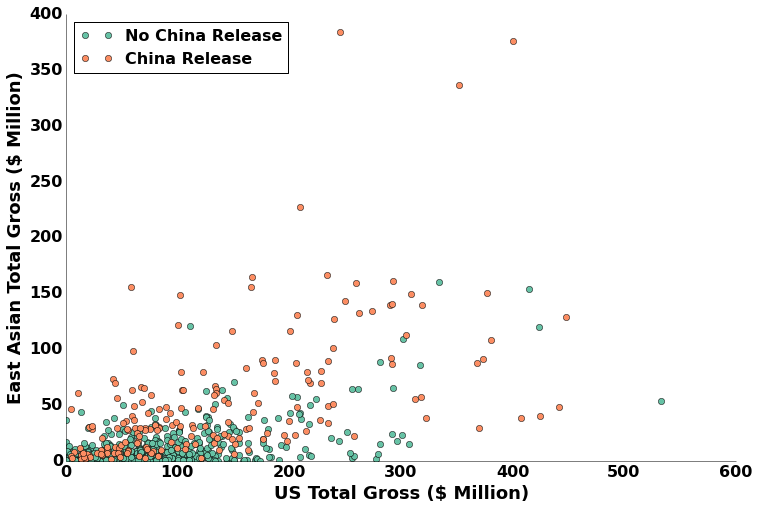 400
350
300
250
200
150
100
50
0
East Asian Total Gross ($ Million)
No China Release
China Release
0 100 200 300 400 500 600
US Total Gross ($ Million)